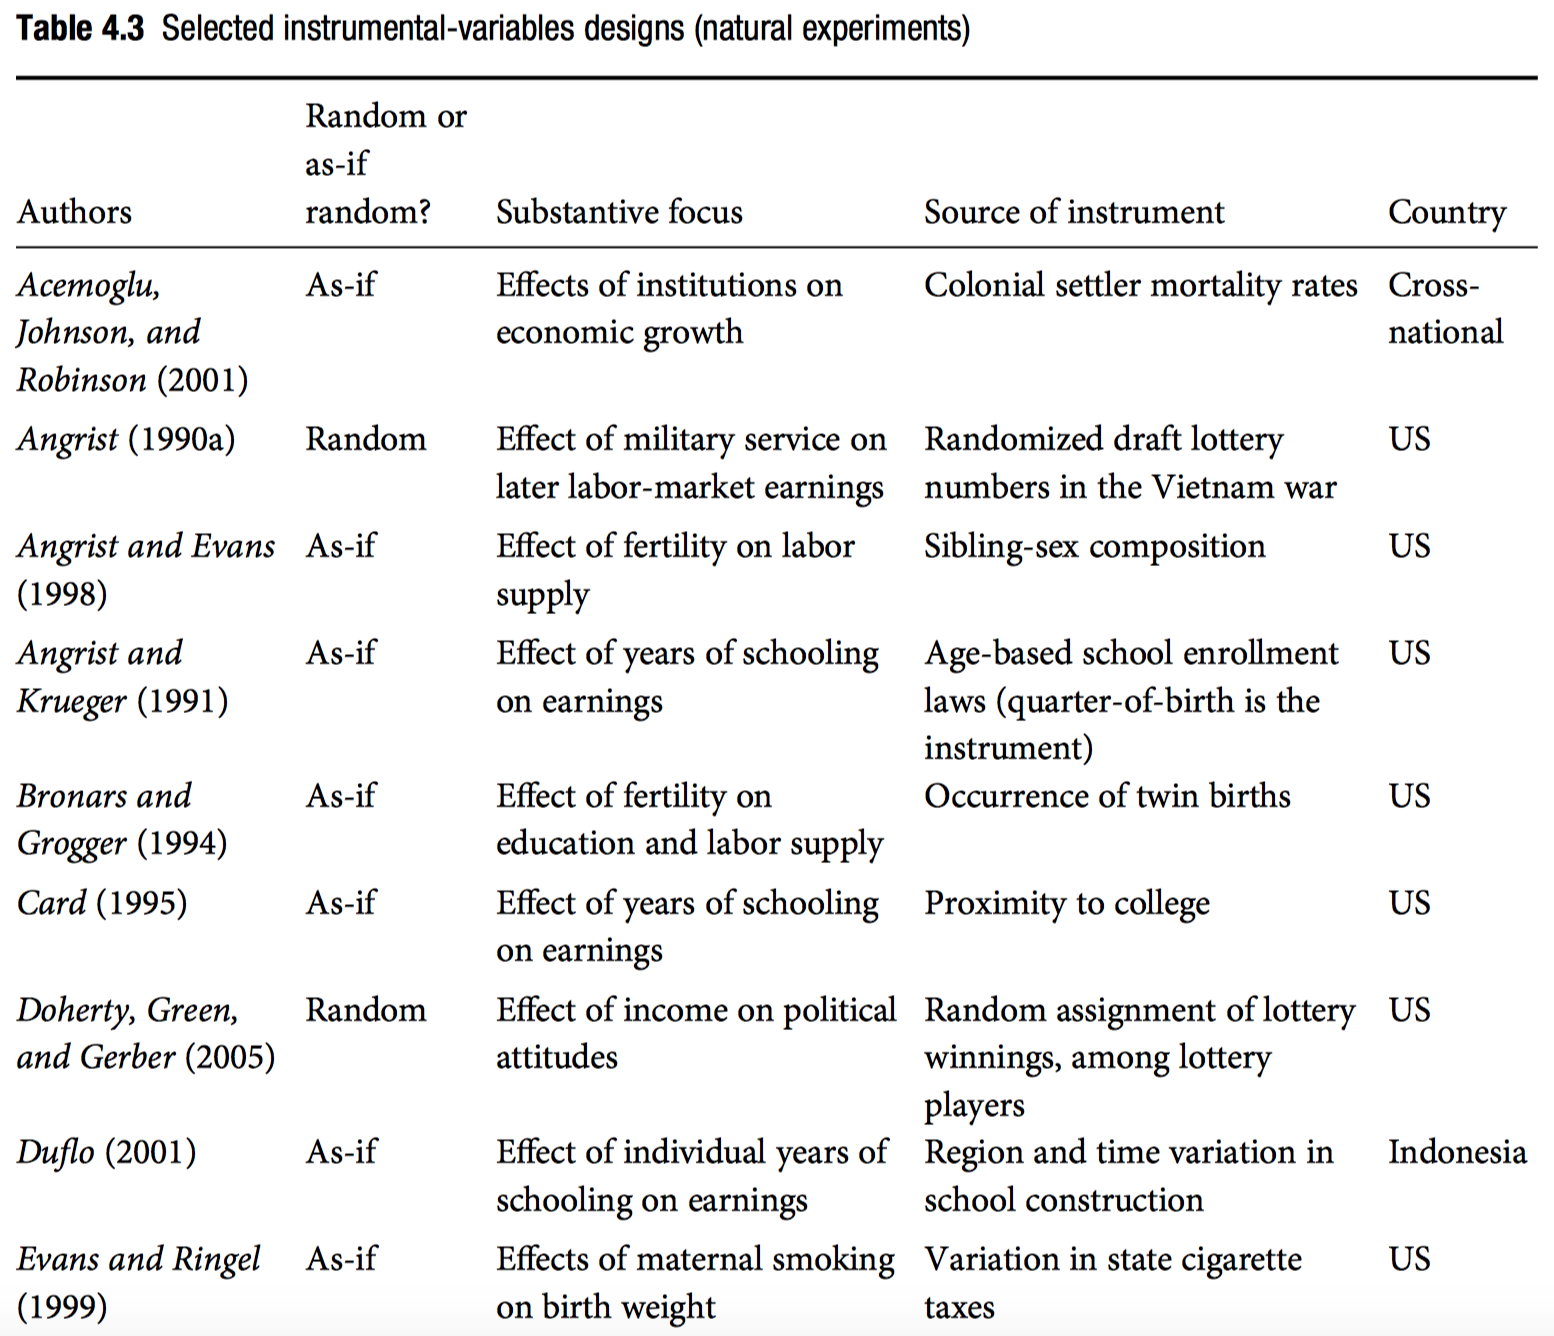 Table 4.3 Selected instrumental-variables designs (natural experiments)
Random or
as-if
Authors random? Substantive focus Source of instrument Country
Acemoglu, As-if Effects of institutions on Colonial settler mortality rates Cross-
Johnson, and economic growth national
Robinson (2001)
Angrist (1990a) Random Effect of military service on Randomized draft lottery US
later labor-market earnings numbers in the Vietnam war
Angrist and Evans As-if Effect of fertility on labor Sibling-sex composition US
(1998) supply
Angrist and As-if Effect of years of schooling Age-based school enrollment US
Krueger (1991) on earnings laws (quarter-of-birth is the
instrument)
Bronars and As-if Effect of fertility on Occurrence of twin births US
Grogger (1994) education and labor supply
Card (1995) As-if Effect of years of schooling Proximity to college US
on earnings
Doherty, Green, Random Effect of income on political Random assignment of lottery US
and Gerber (2005) attitudes winnings, among lottery
players
Duflo (2001) As-if Effect of individual years of Region and time variation in Indonesia
schooling on earnings school construction
Evans and Ringel As-if Effects of maternal smoking Variation in state cigarette US
(1999) on birth weight taxes